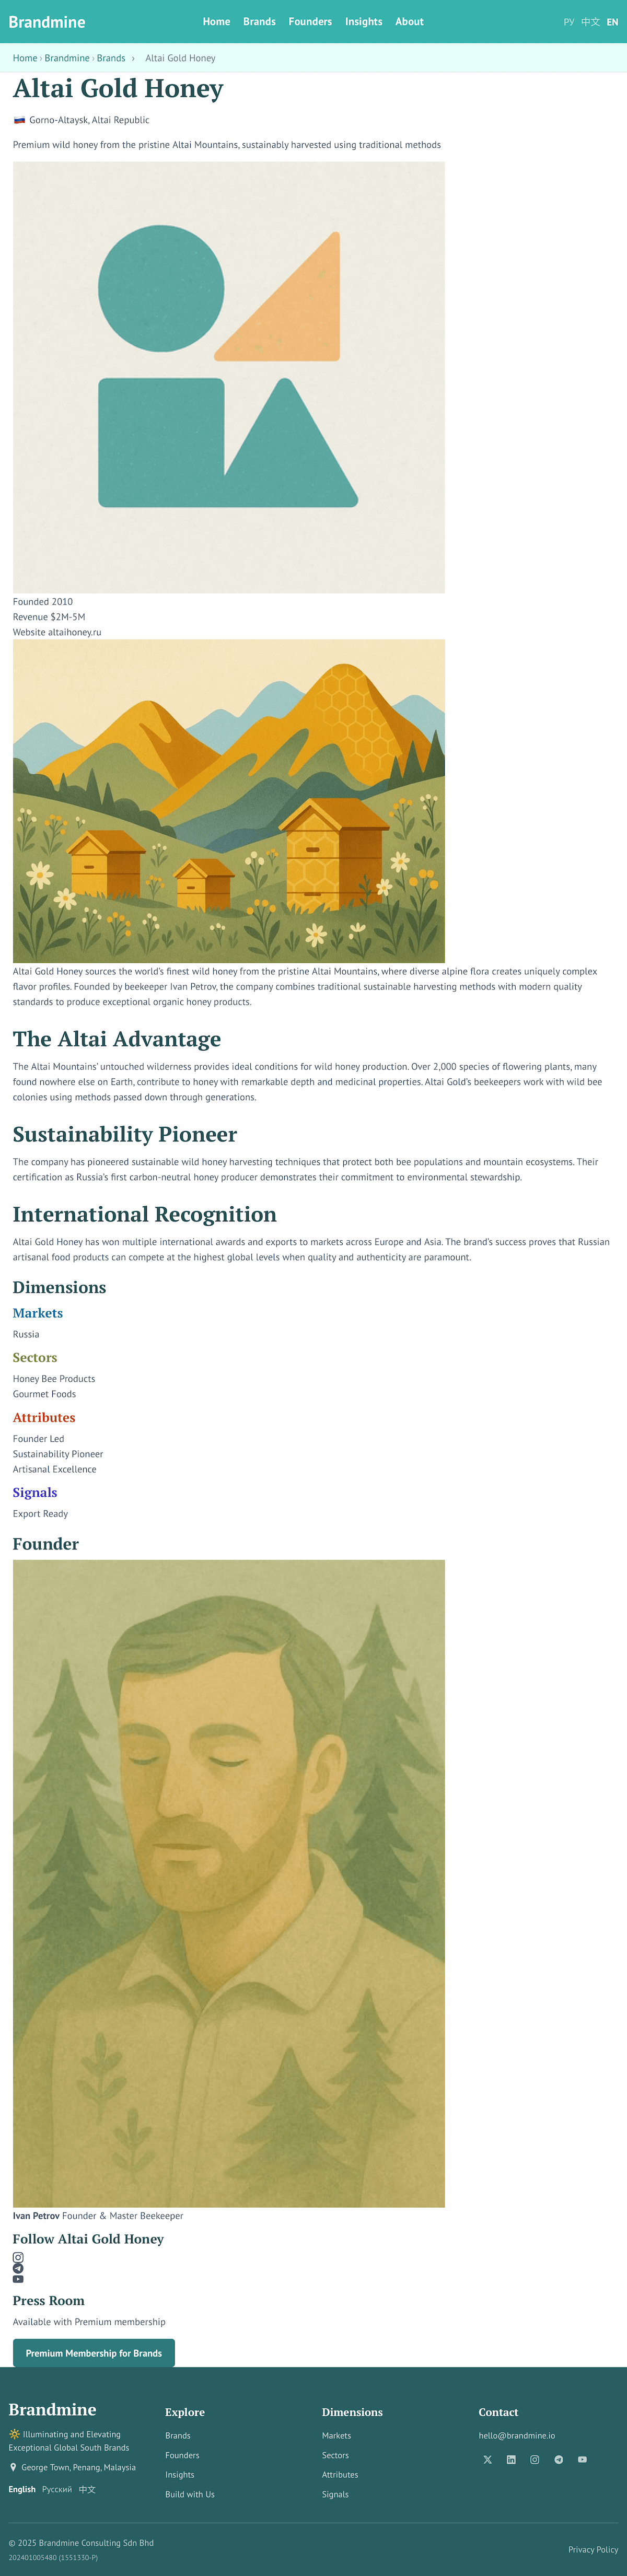 Brandmine
Home Brands Founders Insights About
РУ 中文 EN
Home › Brandmine › Brands › Altai Gold Honey
Altai Gold Honey
Gorno-Altaysk, Altai Republic
Premium wild honey from the pristine Altai Mountains, sustainably harvested using traditional methods
Founded 2010
Revenue $2M-5M
Website altaihoney.ru
Altai Gold Honey sources the world's finest wild honey from the pristine Altai Mountains, where diverse alpine flora creates uniquely complex
flavor profiles. Founded by beekeeper Ivan Petrov, the company combines traditional sustainable harvesting methods with modern quality
standards to produce exceptional organic honey products.
The Altai Advantage
The Altai Mountains' untouched wilderness provides ideal conditions for wild honey production. Over 2,000 species of flowering plants, many
found nowhere else on Earth, contribute to honey with remarkable depth and medicinal properties. Altai Gold's beekeepers work with wild bee
colonies using methods passed down through generations.
Sustainability Pioneer
The company has pioneered sustainable wild honey harvesting techniques that protect both bee populations and mountain ecosystems. Their
certification as Russia's first carbon-neutral honey producer demonstrates their commitment to environmental stewardship.
International Recognition
Altai Gold Honey has won multiple international awards and exports to markets across Europe and Asia. The brand's success proves that Russian
artisanal food products can compete at the highest global levels when quality and authenticity are paramount.
Dimensions
Markets
Russia
Sectors
Honey Bee Products
Gourmet Foods
Attributes
Founder Led
Sustainability Pioneer
Artisanal Excellence
Signals
Export Ready
Founder
Ivan Petrov Founder & Master Beekeeper
Follow Altai Gold Honey
Press Room
Available with Premium membership
Premium Membership for Brands
Brandmine
Illuminating and Elevating
Exceptional Global South Brands
George Town, Penang, Malaysia
English Русский 中文
Explore
Brands
Founders
Insights
Build with Us
Dimensions
Markets
Sectors
Attributes
Signals
Contact
hello@brandmine.io
© 2025 Brandmine Consulting Sdn Bhd
202401005480 (1551330-P)
Privacy Policy